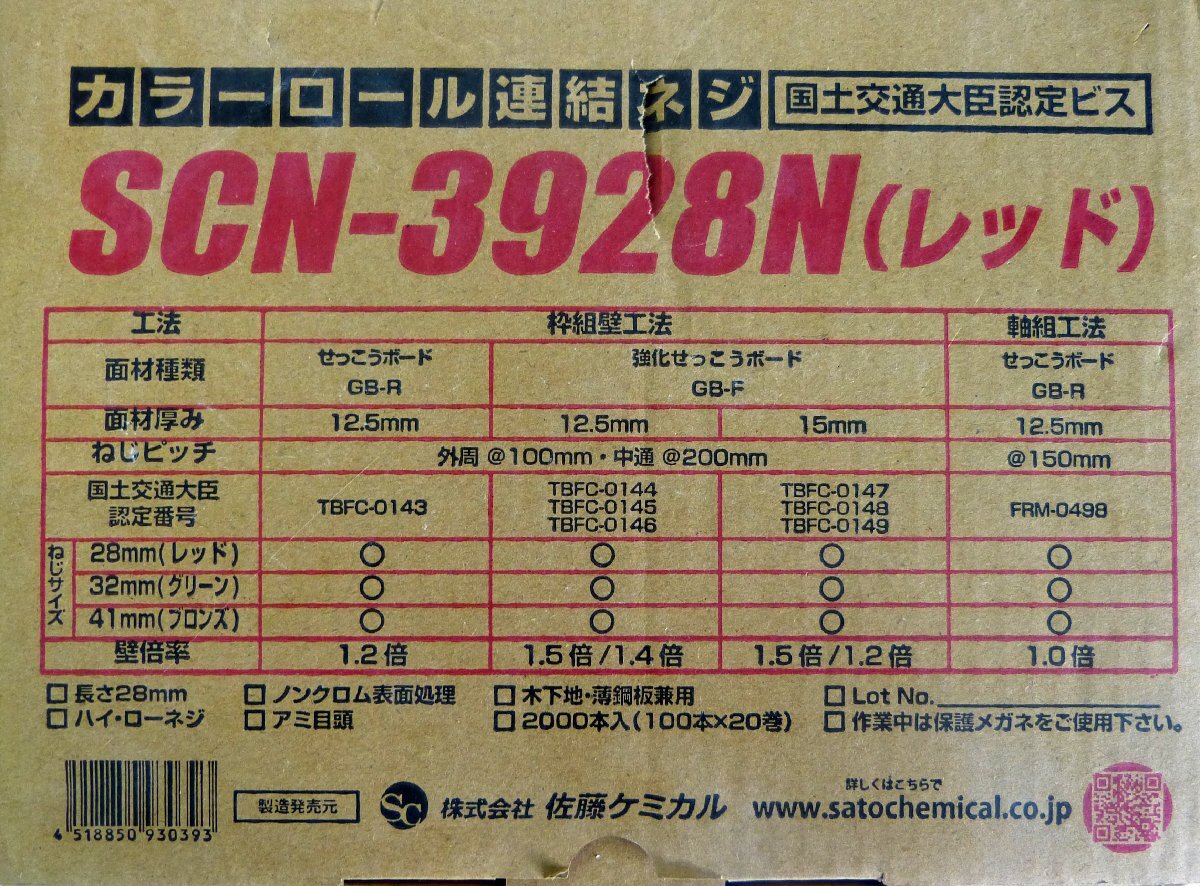 カラーロール連結ネジ 国土交通大臣認定ビス
SCN-3928N(レッド)
工法 枠組壁工法 軸組工法
面材種類 せっこうボード GB-R 強化せっこうボード GB-F せっこうボード GB-R
面材厚み 12.5mm 12.5mm 15mm 12.5mm
ねじピッチ 外周 @100mm・中通 @200mm @150mm
国土交通大臣
認定番号
TBFC-0143
TBFC-0144
TBFC-0145
TBFC-0146
TBFC-0147
TBFC-0148
TBFC-0149
FRM-0498
ねじサイズ
28mm(レッド) ○ ○ ○ ○
32mm(グリーン) ○ ○ ○ ○
41mm(ブロンズ) ○ ○ ○ ○
壁倍率 1.2倍 1.5倍/1.4倍 1.5倍/1.2倍 1.0倍
□長さ28mm □ノンクロム表面処理 □木下地・薄鋼板兼用 □Lot No.
□ハイ・ローネジ □アミ目頭 □2000本入(100本×20巻) □作業中は保護メガネをご使用下さい。
4 518850 930393
製造発売元
SC 株式会社 佐藤ケミカル
詳しくはこちらで
www.satochemical.co.jp